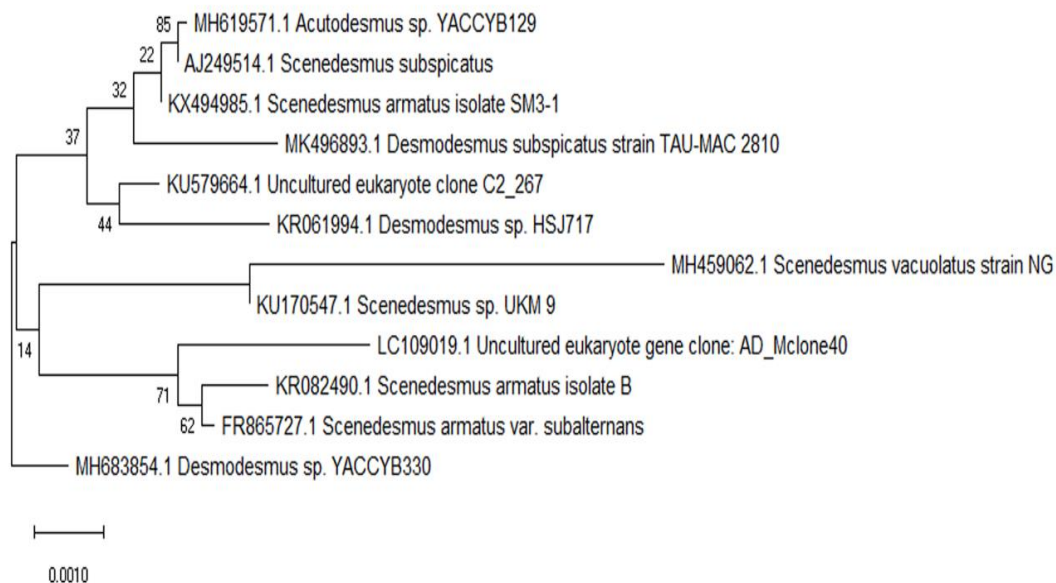 85
MH619571.1 Acutodesmus sp. YACCYB129
22
AJ249514.1 Scenedesmus subspicatus
32
KX494985.1 Scenedesmus armatus isolate SM3-1
37
MK496893.1 Desmodesmus subspicatus strain TAU-MAC 2810
KU579664.1 Uncultured eukaryote clone C2_267
44
KR061994.1 Desmodesmus sp. HSJ717
MH459062.1 Scenedesmus vacuolatus strain NG
KU170547.1 Scenedesmus sp. UKM 9
14
LC109019.1 Uncultured eukaryote gene clone: AD_Mclone40
71
KR082490.1 Scenedesmus armatus isolate B
62
FR865727.1 Scenedesmus armatus var. subalternans
MH683854.1 Desmodesmus sp. YACCYB330
0.0010